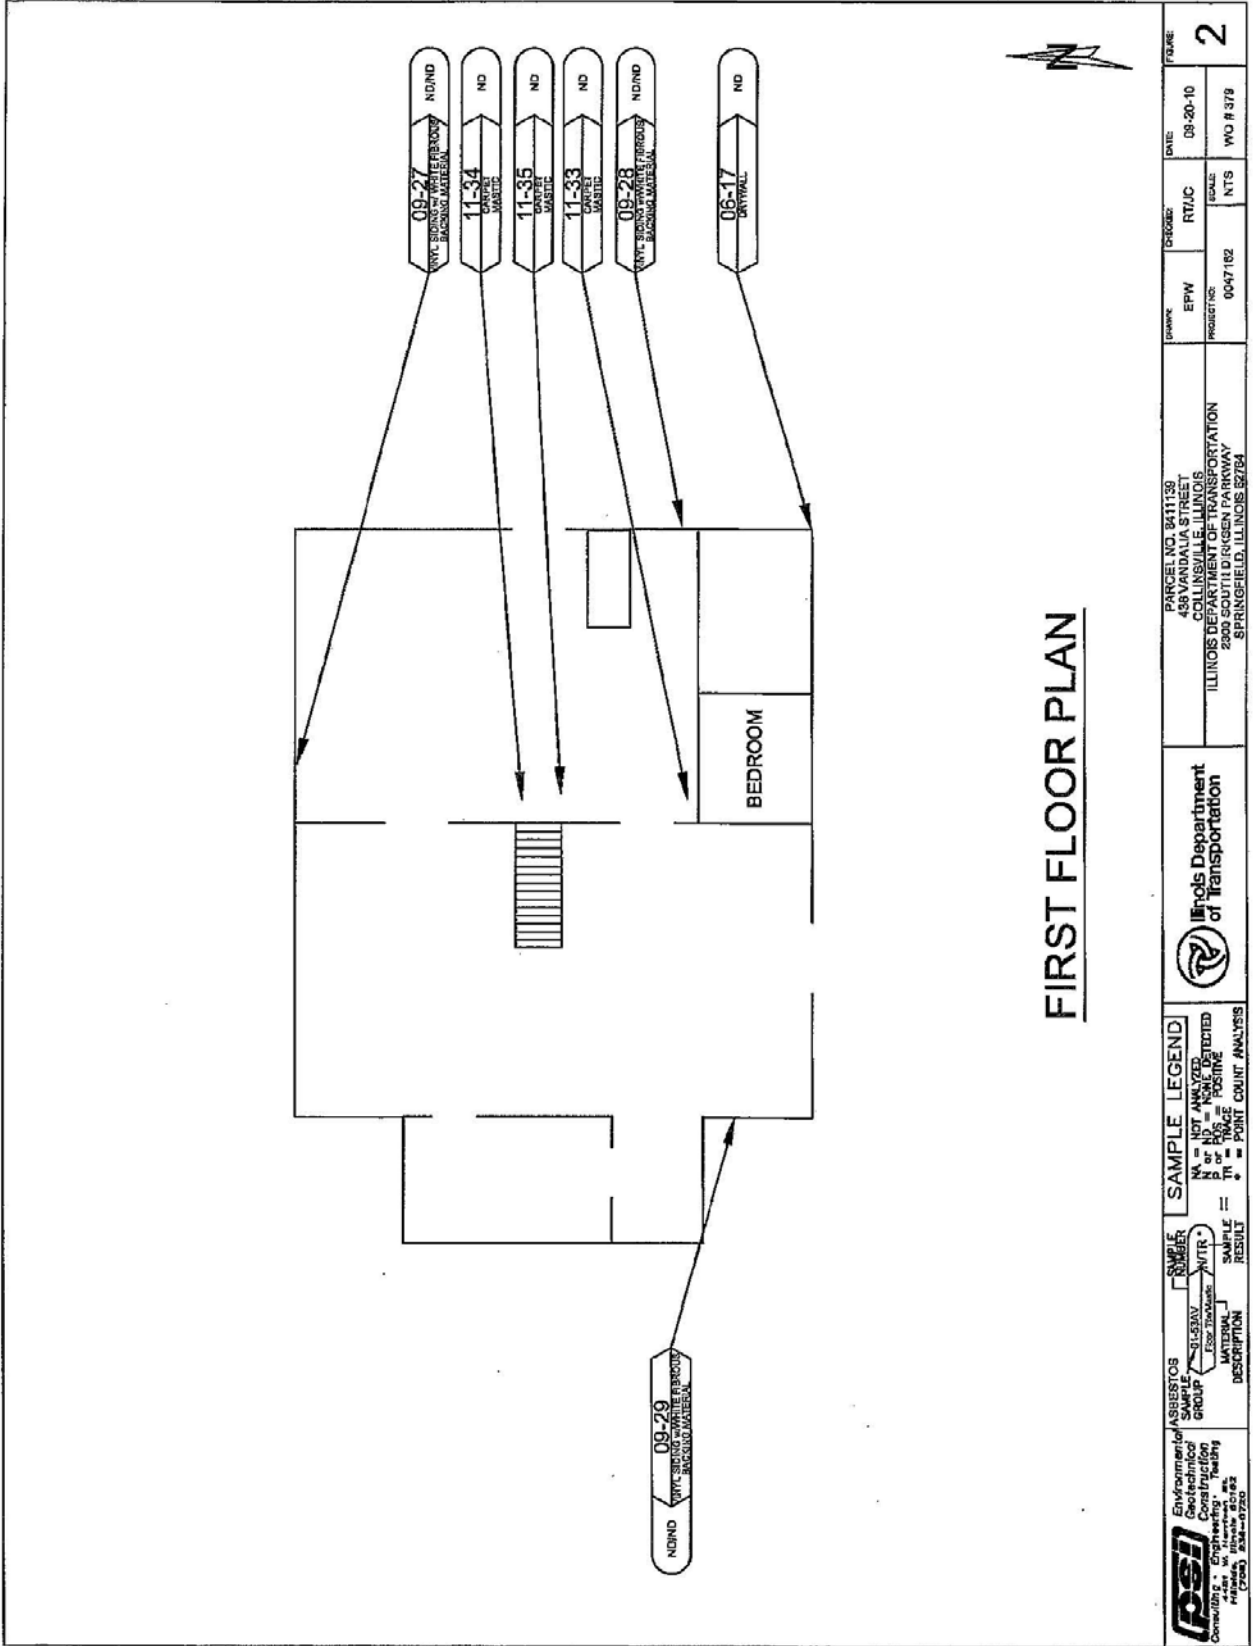 09-27
VINYL SIDING w/ WHITE FIBROUS
BACKING MATERIAL
ND/ND
11-34
CARPET
MASTIC
ND
11-35
CARPET
MASTIC
ND
11-33
CARPET
MASTIC
ND
09-28
VINYL SIDING w/WHITE FIBROUS
BACKING MATERIAL
ND/ND
06-17
DRYWALL
ND
N
BEDROOM
09-29
VINYL SIDING w/WHITE FIBROUS
BACKING MATERIAL
ND/ND
FIRST FLOOR PLAN
psi
Environmental
Geotechnical
Construction
Consulting • Engineering • Testing
Hillside, Illinois 60162
ASBESTOS
SAMPLE
GROUP
SAMPLE
NUMBER
01-53AV
Floor Tile/Mastic
N/TR *
MATERIAL
DESCRIPTION
SAMPLE
RESULT
SAMPLE LEGEND
NA = NOT ANALYZED
N or ND = NONE DETECTED
P or POS = POSITIVE
TR = TRACE
* = POINT COUNT ANALYSIS
Illinois Department
of Transportation
PARCEL NO. 8411139
438 VANDALIA STREET
COLLINSVILLE, ILLINOIS
ILLINOIS DEPARTMENT OF TRANSPORTATION
2300 SOUTH DIRKSEN PARKWAY
SPRINGFIELD, ILLINOIS 62764
DRAWN:
EPW
CHECKED:
RT/JC
DATE:
09-20-10
FIGURE:
2
PROJECT NO:
0047162
SCALE:
NTS
WO # 379